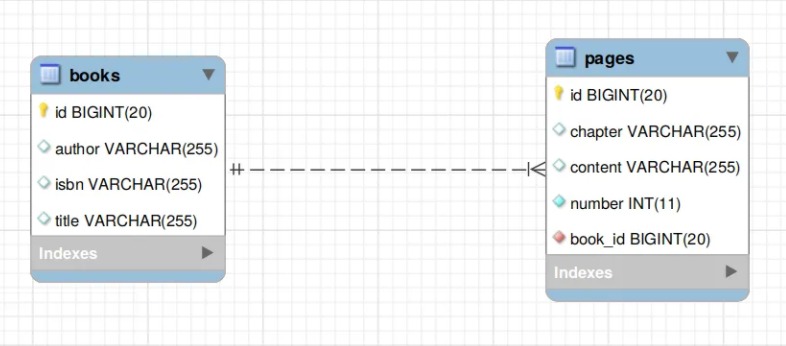 books
id BIGINT(20)
author VARCHAR(255)
isbn VARCHAR(255)
title VARCHAR(255)
Indexes
pages
id BIGINT(20)
chapter VARCHAR(255)
content VARCHAR(255)
number INT(11)
book_id BIGINT(20)
Indexes